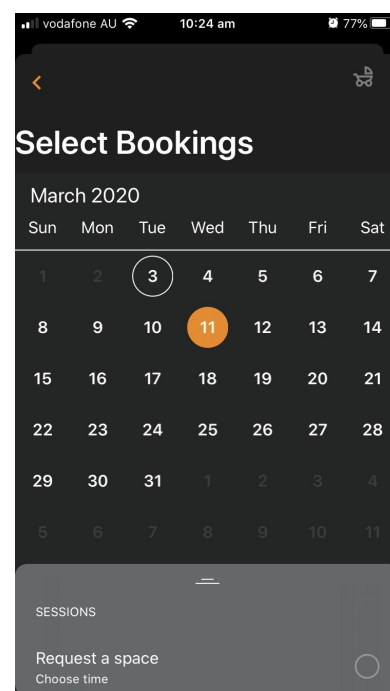 vodafone AU 10:24 am 77%
Select Bookings
March 2020
Sun Mon Tue Wed Thu Fri Sat
1 2 3 4 5 6 7
8 9 10 11 12 13 14
15 16 17 18 19 20 21
22 23 24 25 26 27 28
29 30 31 1 2 3 4
5 6 7 8 9 10 11
SESSIONS
Request a space
Choose time